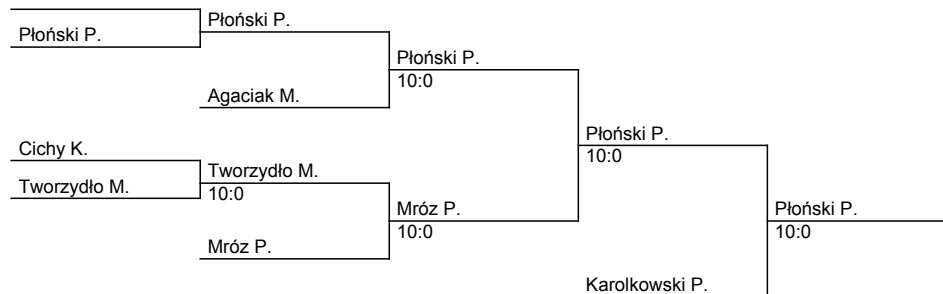 Płoński P.
Płoński P.
Płoński P.
10:0
Agaciak M.
Płoński P.
10:0
Cichy K.
Tworzydło M.
Tworzydło M.
10:0
Mróz P.
10:0
Płoński P.
10:0
Mróz P.
Karolkowski P.